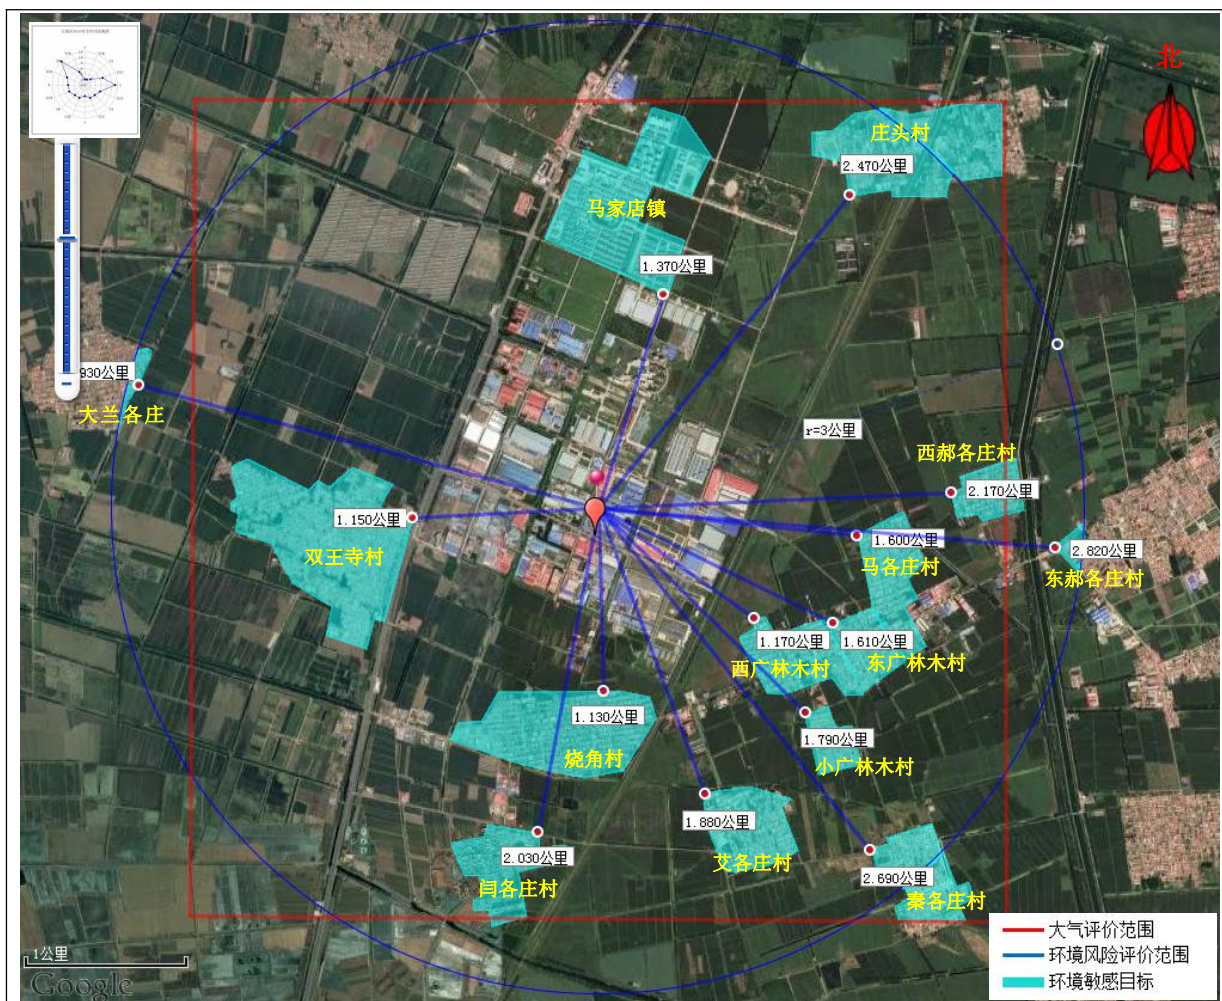 北
庄头村
2.470公里
马家店镇
1.370公里
930公里
大兰各庄
r=3公里
西郝各庄村
2.170公里
1.150公里
双王寺村
1.600公里
马各庄村
2.820公里
东郝各庄村
1.170公里
西广林木村
1.610公里
东广林木村
1.130公里
烧角村
1.790公里
小广林木村
1.880公里
艾各庄村
2.030公里
闫各庄村
2.690公里
秦各庄村
1公里
Google
大气评价范围
环境风险评价范围
环境敏感目标